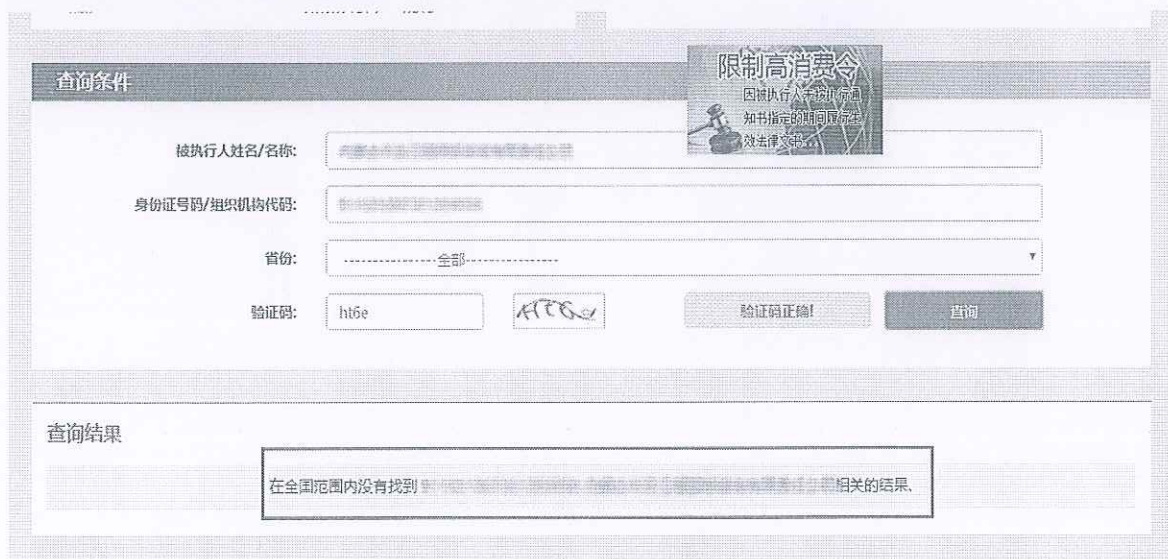 查询条件
限制高消费令
因被执行人未按执行通
知书指定的期间履行生
效法律文书...
被执行人姓名/名称:
身份证号码/组织机构代码:
省份:
----------------全部----------------
验证码:
ht6e
HT6e
验证码正确!
查询
查询结果
在全国范围内没有找到
相关的结果.